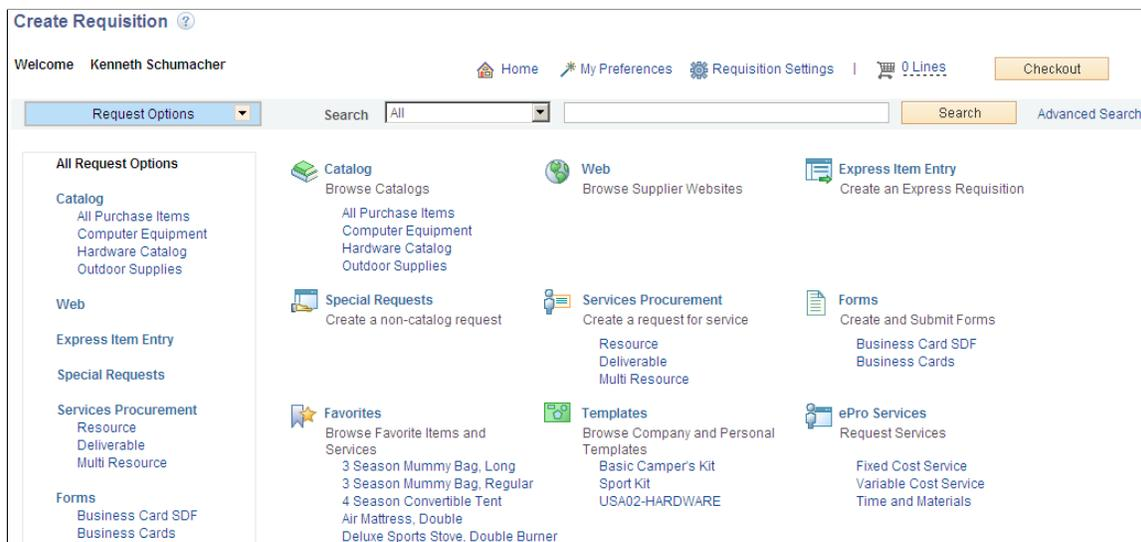 Create Requisition
Welcome Kenneth Schumacher
Home My Preferences Requisition Settings | 0 Lines Checkout
Request Options Search All Search Advanced Search
All Request Options
Catalog
All Purchase Items
Computer Equipment
Hardware Catalog
Outdoor Supplies
Web
Express Item Entry
Special Requests
Services Procurement
Resource
Deliverable
Multi Resource
Forms
Business Card SDF
Business Cards
Catalog
Browse Catalogs
All Purchase Items
Computer Equipment
Hardware Catalog
Outdoor Supplies
Web
Browse Supplier Websites
Express Item Entry
Create an Express Requisition
Special Requests
Create a non-catalog request
Services Procurement
Create a request for service
Resource
Deliverable
Multi Resource
Forms
Create and Submit Forms
Business Card SDF
Business Cards
Favorites
Browse Favorite Items and
Services
3 Season Mummy Bag, Long
3 Season Mummy Bag, Regular
4 Season Convertible Tent
Air Mattress, Double
Deluxe Sports Stove, Double Burner
Templates
Browse Company and Personal
Templates
Basic Camper's Kit
Sport Kit
USA02-HARDWARE
ePro Services
Request Services
Fixed Cost Service
Variable Cost Service
Time and Materials